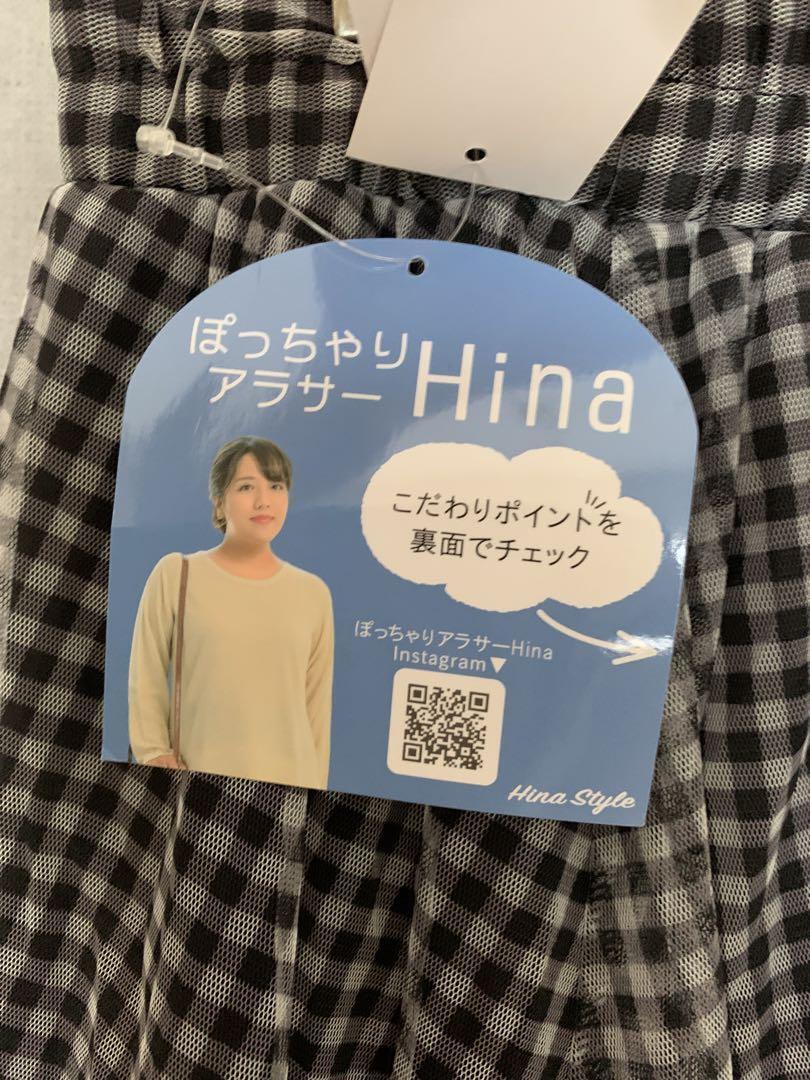 ぽっちゃり
アラサー Hina
こだわりポイントを
裏面でチェック
ぽっちゃりアラサーHina
Instagram▼
Hina Style